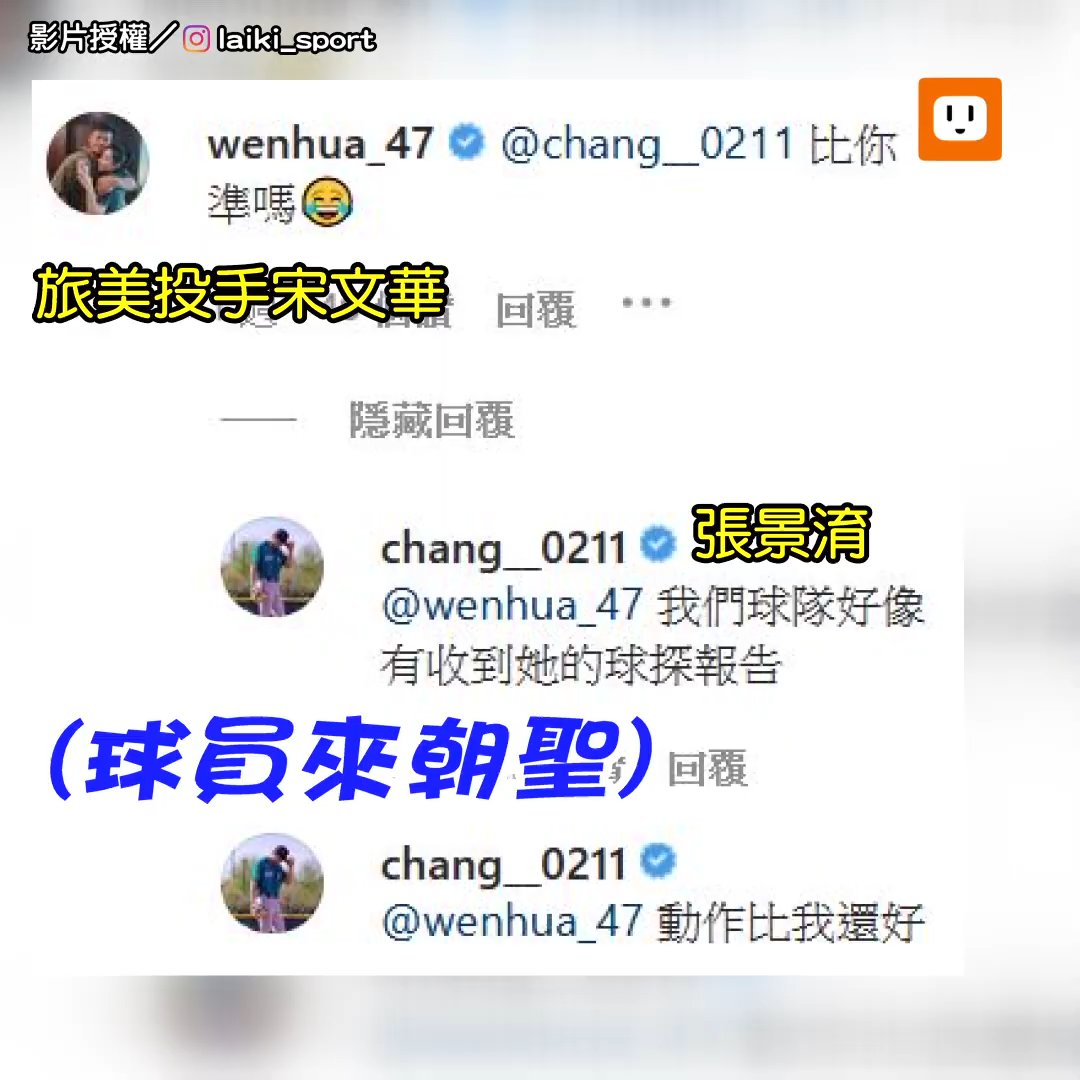 影片授權／ laiki_sport
wenhua_47 @chang__0211 比你
準嗎😂
旅美投手宋文華
回覆 •••
隱藏回覆
chang__0211 張景淯
@wenhua_47 我們球隊好像
有收到她的球探報告
(球員來朝聖) 回覆
chang__0211
@wenhua_47 動作比我還好